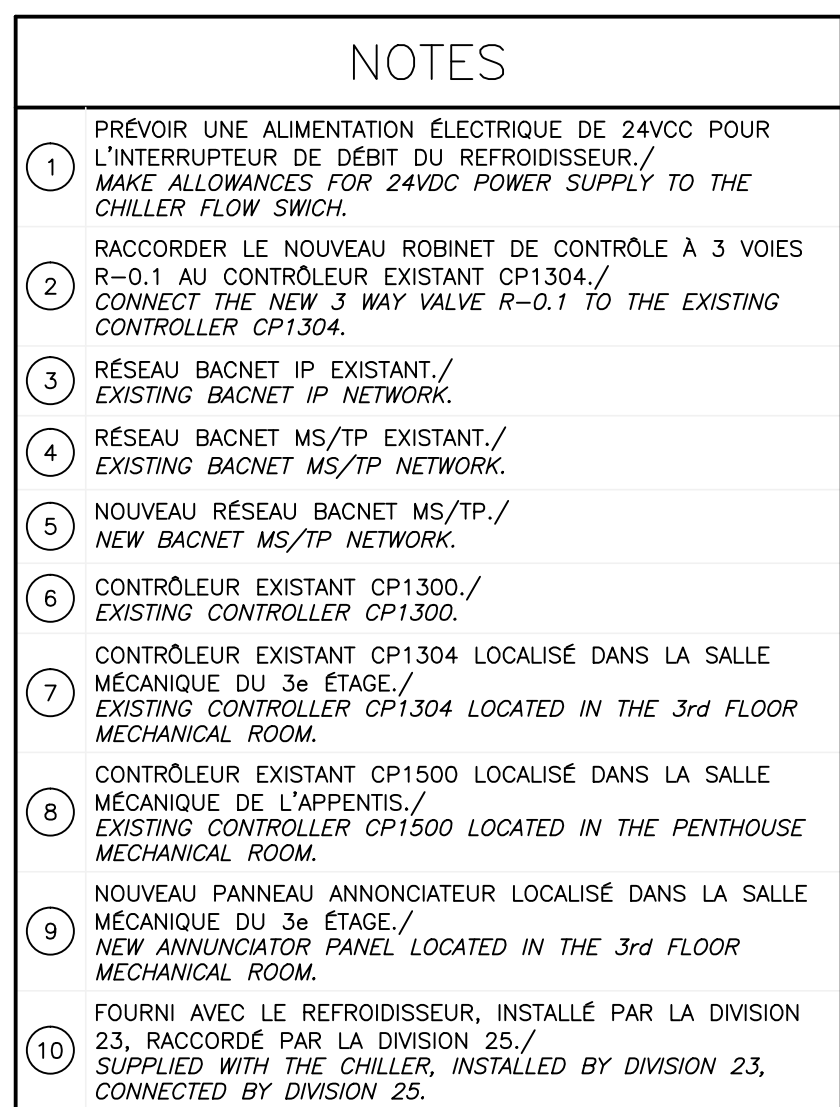 NOTES
1
PRÉVOIR UNE ALIMENTATION ÉLECTRIQUE DE 24VCC POUR
L'INTERRUPTEUR DE DÉBIT DU REFROIDISSEUR./
MAKE ALLOWANCES FOR 24VDC POWER SUPPLY TO THE
CHILLER FLOW SWICH.
2
RACCORDER LE NOUVEAU ROBINET DE CONTRÔLE À 3 VOIES
R-0.1 AU CONTRÔLEUR EXISTANT CP1304./
CONNECT THE NEW 3 WAY VALVE R-0.1 TO THE EXISTING
CONTROLLER CP1304.
3
RÉSEAU BACNET IP EXISTANT./
EXISTING BACNET IP NETWORK.
4
RÉSEAU BACNET MS/TP EXISTANT./
EXISTING BACNET MS/TP NETWORK.
5
NOUVEAU RÉSEAU BACNET MS/TP./
NEW BACNET MS/TP NETWORK.
6
CONTRÔLEUR EXISTANT CP1300./
EXISTING CONTROLLER CP1300.
7
CONTRÔLEUR EXISTANT CP1304 LOCALISÉ DANS LA SALLE
MÉCANIQUE DU 3e ÉTAGE./
EXISTING CONTROLLER CP1304 LOCATED IN THE 3rd FLOOR
MECHANICAL ROOM.
8
CONTRÔLEUR EXISTANT CP1500 LOCALISÉ DANS LA SALLE
MÉCANIQUE DE L'APPENTIS./
EXISTING CONTROLLER CP1500 LOCATED IN THE PENTHOUSE
MECHANICAL ROOM.
9
NOUVEAU PANNEAU ANNONCIATEUR LOCALISÉ DANS LA SALLE
MÉCANIQUE DU 3e ÉTAGE./
NEW ANNUNCIATOR PANEL LOCATED IN THE 3rd FLOOR
MECHANICAL ROOM.
10
FOURNI AVEC LE REFROIDISSEUR, INSTALLÉ PAR LA DIVISION
23, RACCORDÉ PAR LA DIVISION 25./
SUPPLIED WITH THE CHILLER, INSTALLED BY DIVISION 23,
CONNECTED BY DIVISION 25.